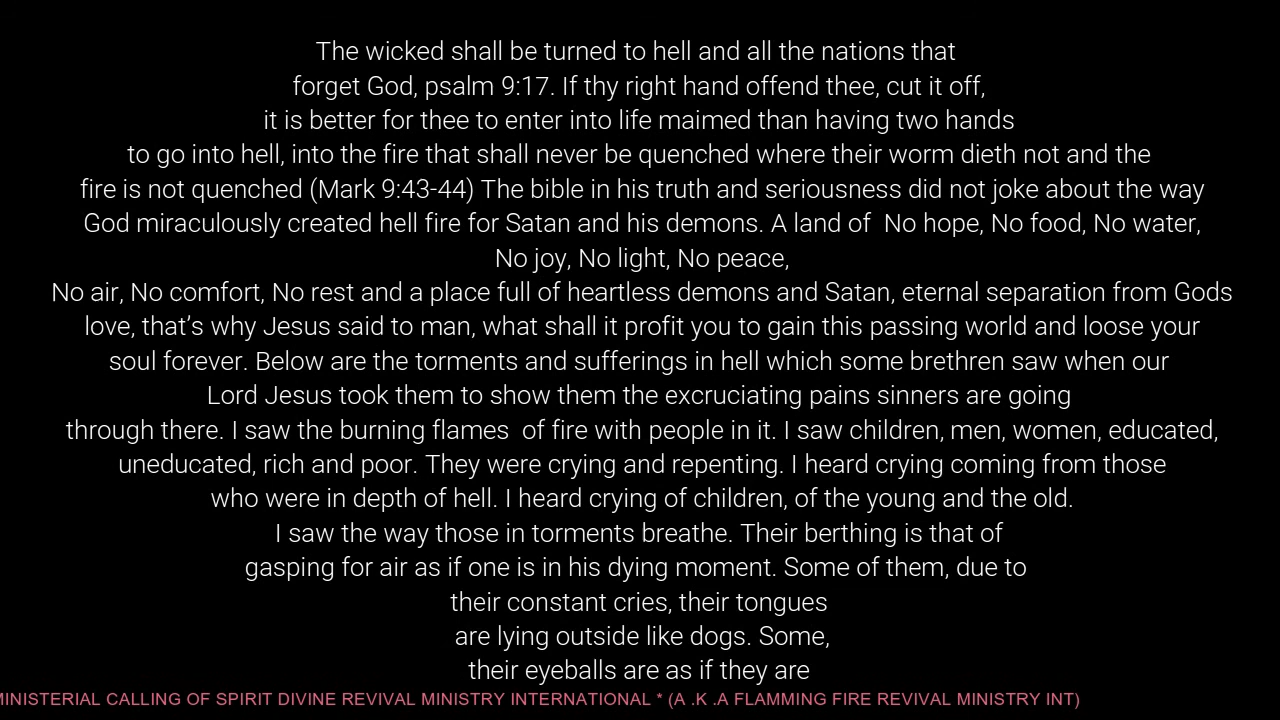 The wicked shall be turned to hell and all the nations that
forget God, psalm 9:17. If thy right hand offend thee, cut it off,
it is better for thee to enter into life maimed than having two hands
to go into hell, into the fire that shall never be quenched where their worm dieth not and the
fire is not quenched (Mark 9:43-44) The bible in his truth and seriousness did not joke about the way
God miraculously created hell fire for Satan and his demons. A land of  No hope, No food, No water,
No joy, No light, No peace,
No air, No comfort, No rest and a place full of heartless demons and Satan, eternal separation from Gods
love, that’s why Jesus said to man, what shall it profit you to gain this passing world and loose your
soul forever. Below are the torments and sufferings in hell which some brethren saw when our
Lord Jesus took them to show them the excruciating pains sinners are going
through there. I saw the burning flames  of fire with people in it. I saw children, men, women, educated,
uneducated, rich and poor. They were crying and repenting. I heard crying coming from those
who were in depth of hell. I heard crying of children, of the young and the old.
I saw the way those in torments breathe. Their berthing is that of
gasping for air as if one is in his dying moment. Some of them, due to
their constant cries, their tongues
are lying outside like dogs. Some,
their eyeballs are as if they are
MINISTERIAL CALLING OF SPIRIT DIVINE REVIVAL MINISTRY INTERNATIONAL * (A .K .A FLAMMING FIRE REVIVAL MINISTRY INT)